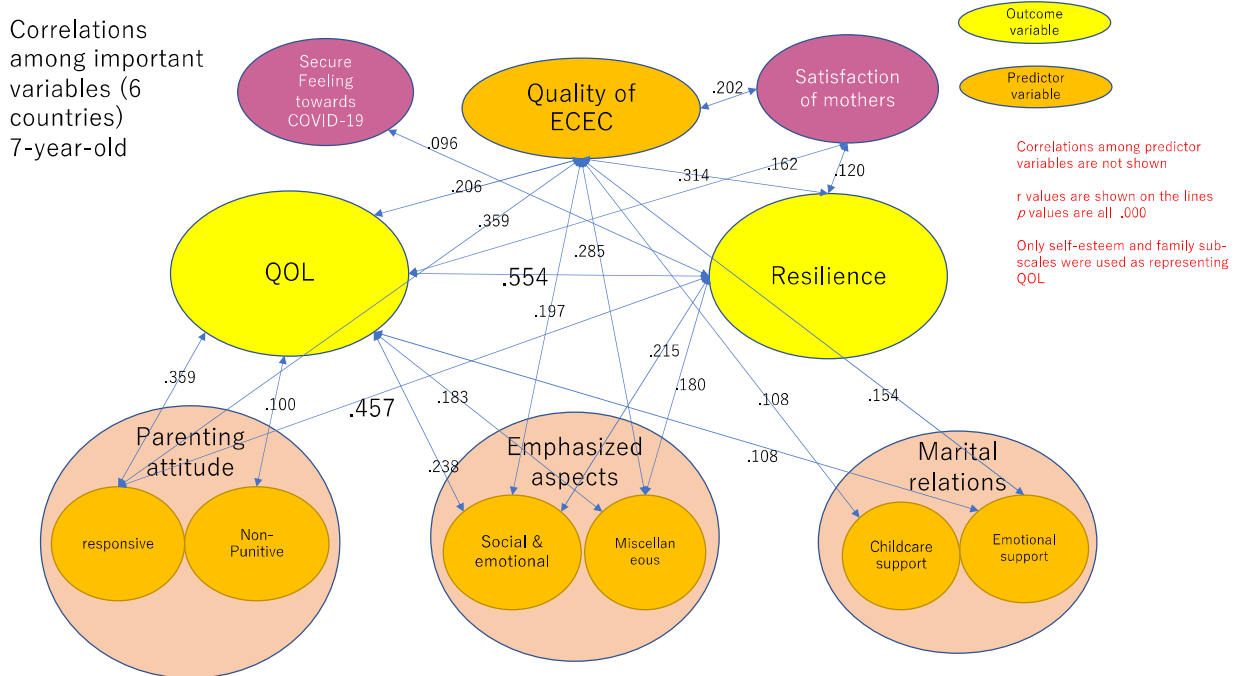 Correlations
among important
variables (6
countries)
7-year-old
Secure
Feeling
towards
COVID-19
Quality of
ECEC
Satisfaction
of mothers
Outcome
variable
Predictor
variable
Correlations among predictor
variables are not shown
r values are shown on the lines
p values are all .000
Only self-esteem and family sub-
scales were used as representing
QOL
.202
.096
.162
.314
.120
.206
.359
.285
QOL
.554
Resilience
.197
.215
.359
.180
.100
.457
.183
.108
.154
.238
.108
Parenting
attitude
responsive
Non-
Punitive
Emphasized
aspects
Social &
emotional
Miscellan
eous
Marital
relations
Childcare
support
Emotional
support